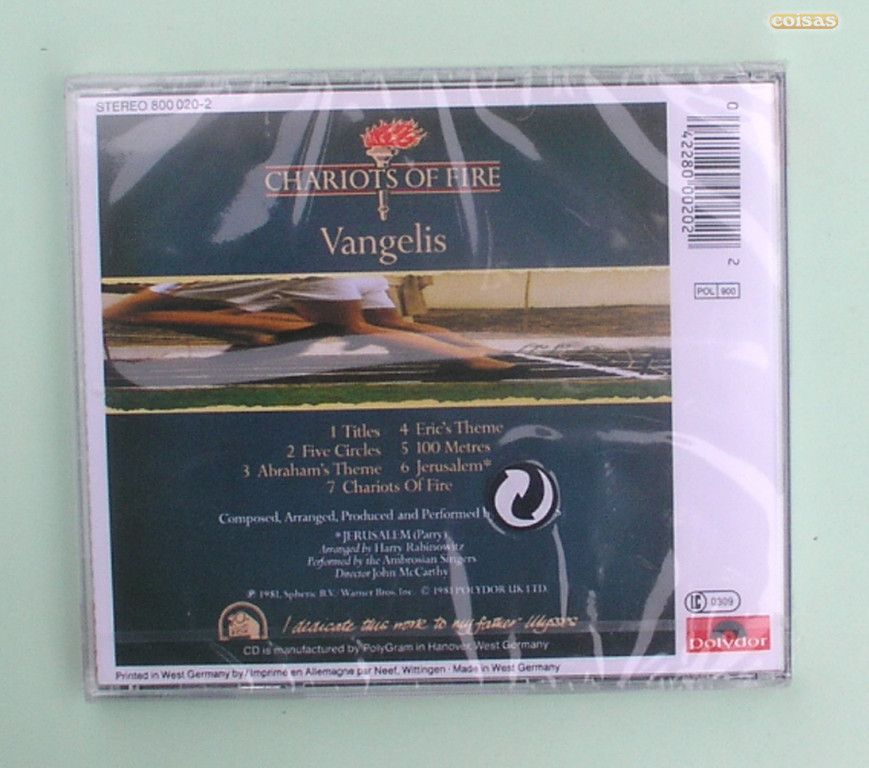 coisas
STEREO 800 020-2
CHARIOTS OF FIRE
Vangelis
0 42280 00202 2
POL 900
1 Titles 4 Eric's Theme
2 Five Circles 5 100 Metres
3 Abraham's Theme 6 Jerusalem*
7 Chariots Of Fire
Composed, Arranged, Produced and Performed
*JERUSALEM (Parry)
Arranged by Harry Rabinowitz
Performed by the Ambrosian Singers
Director John McCarthy
℗ 1981, Spheric B.V./Warner Bros. Inc. © 1981 POLYDOR UK LTD.
I dedicate this work to my father Ulysses
CD is manufactured by PolyGram in Hanover, West Germany
LC 0309
Polydor
Printed in West Germany by/Imprimé en Allemagne par Neef, Wittingen · Made in West Germany